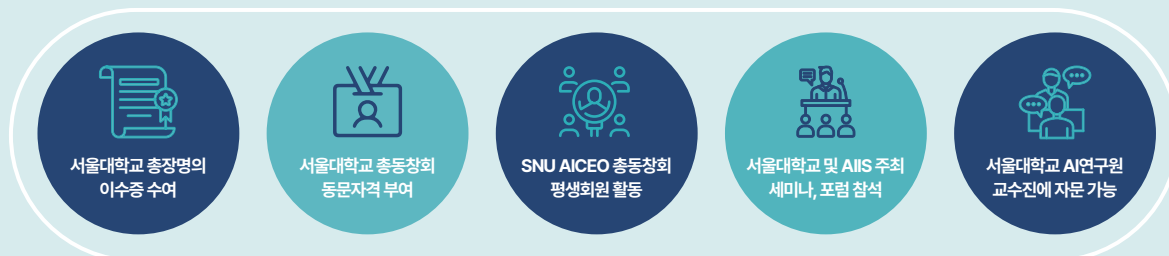 서울대학교 총장명의
이수증 수여
서울대학교 총동창회
동문자격 부여
SNU AICEO 총동창회
평생회원 활동
서울대학교 및 AIIS 주최
세미나, 포럼 참석
서울대학교 AI연구원
교수진에 자문 가능